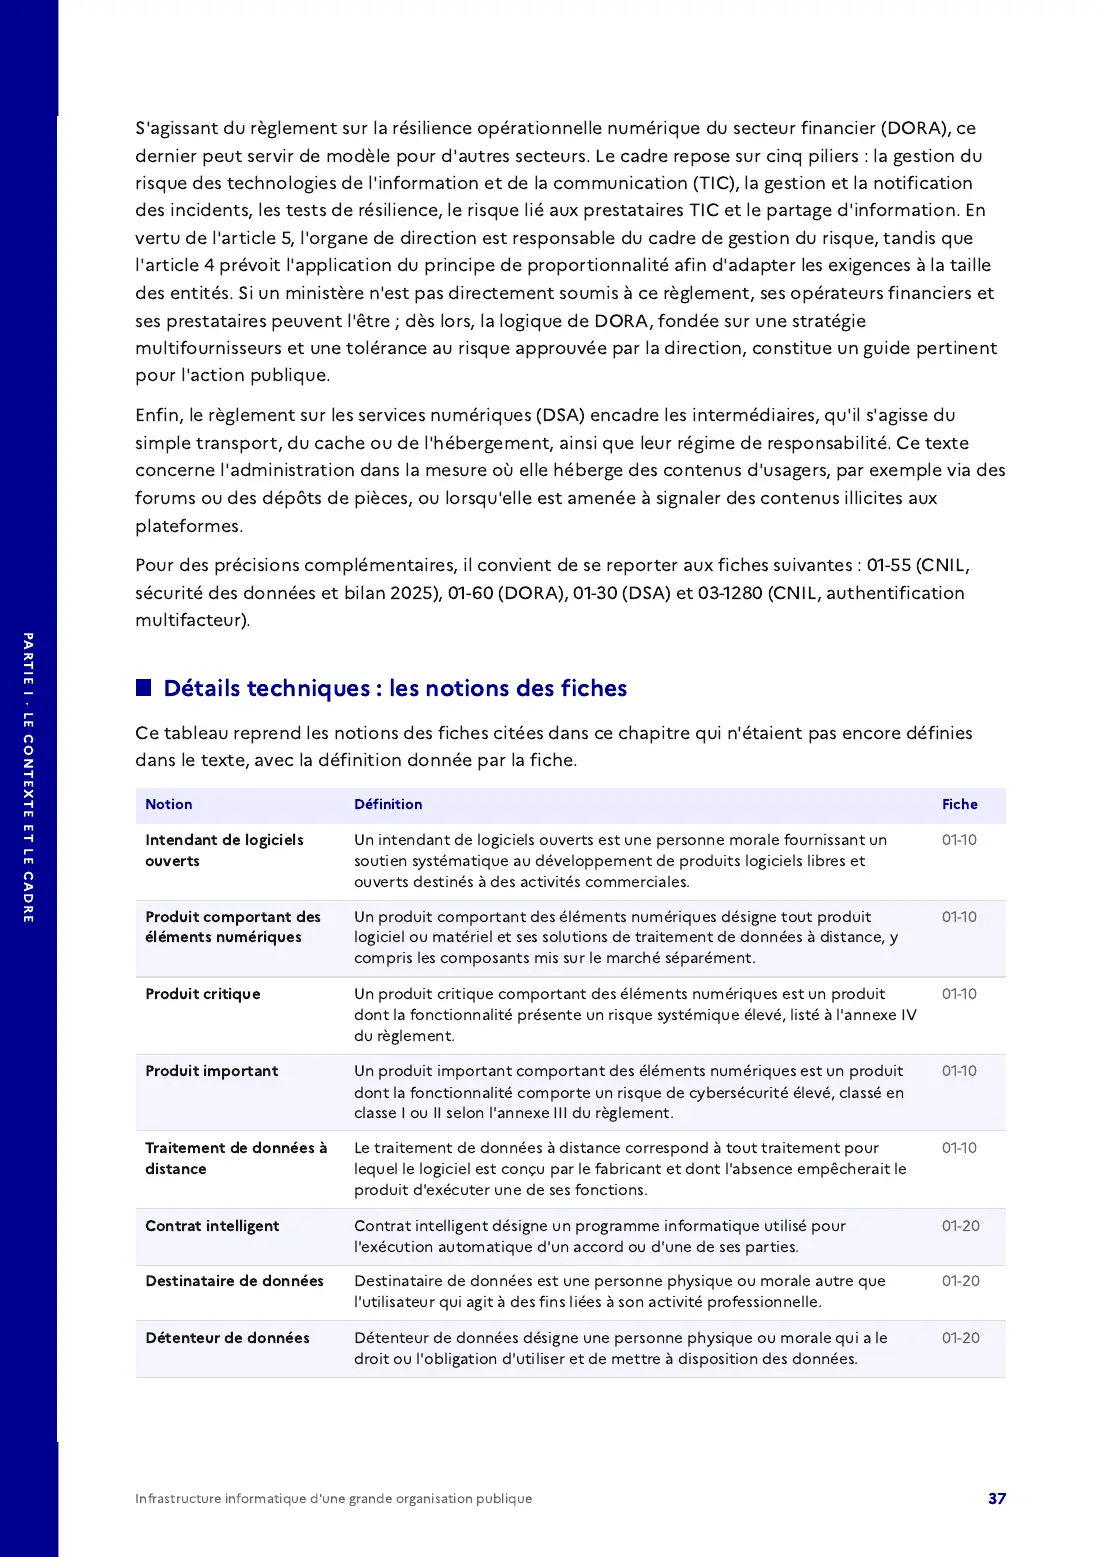 PARTIE I · LE CONTEXTE ET LE CADRE
S'agissant du règlement sur la résilience opérationnelle numérique du secteur financier (DORA), ce
dernier peut servir de modèle pour d'autres secteurs. Le cadre repose sur cinq piliers : la gestion du
risque des technologies de l'information et de la communication (TIC), la gestion et la notification
des incidents, les tests de résilience, le risque lié aux prestataires TIC et le partage d'information. En
vertu de l'article 5, l'organe de direction est responsable du cadre de gestion du risque, tandis que
l'article 4 prévoit l'application du principe de proportionnalité afin d'adapter les exigences à la taille
des entités. Si un ministère n'est pas directement soumis à ce règlement, ses opérateurs financiers et
ses prestataires peuvent l'être ; dès lors, la logique de DORA, fondée sur une stratégie
multifournisseurs et une tolérance au risque approuvée par la direction, constitue un guide pertinent
pour l'action publique.
Enfin, le règlement sur les services numériques (DSA) encadre les intermédiaires, qu'il s'agisse du
simple transport, du cache ou de l'hébergement, ainsi que leur régime de responsabilité. Ce texte
concerne l'administration dans la mesure où elle héberge des contenus d'usagers, par exemple via des
forums ou des dépôts de pièces, ou lorsqu'elle est amenée à signaler des contenus illicites aux
plateformes.
Pour des précisions complémentaires, il convient de se reporter aux fiches suivantes : 01-55 (CNIL,
sécurité des données et bilan 2025), 01-60 (DORA), 01-30 (DSA) et 03-1280 (CNIL, authentification
multifacteur).
Détails techniques : les notions des fiches
Ce tableau reprend les notions des fiches citées dans ce chapitre qui n'étaient pas encore définies
dans le texte, avec la définition donnée par la fiche.
Notion Définition Fiche
Intendant de logiciels Un intendant de logiciels ouverts est une personne morale fournissant un 01-10
ouverts soutien systématique au développement de produits logiciels libres et
ouverts destinés à des activités commerciales.
Produit comportant des Un produit comportant des éléments numériques désigne tout produit 01-10
éléments numériques logiciel ou matériel et ses solutions de traitement de données à distance, y
compris les composants mis sur le marché séparément.
Produit critique Un produit critique comportant des éléments numériques est un produit 01-10
dont la fonctionnalité présente un risque systémique élevé, listé à l'annexe IV
du règlement.
Produit important Un produit important comportant des éléments numériques est un produit 01-10
dont la fonctionnalité comporte un risque de cybersécurité élevé, classé en
classe I ou II selon l'annexe III du règlement.
Traitement de données à Le traitement de données à distance correspond à tout traitement pour 01-10
distance lequel le logiciel est conçu par le fabricant et dont l'absence empêcherait le
produit d'exécuter une de ses fonctions.
Contrat intelligent Contrat intelligent désigne un programme informatique utilisé pour 01-20
l'exécution automatique d'un accord ou d'une de ses parties.
Destinataire de données Destinataire de données est une personne physique ou morale autre que 01-20
l'utilisateur qui agit à des fins liées à son activité professionnelle.
Détenteur de données Détenteur de données désigne une personne physique ou morale qui a le 01-20
droit ou l'obligation d'utiliser et de mettre à disposition des données.
Infrastructure informatique d'une grande organisation publique 37